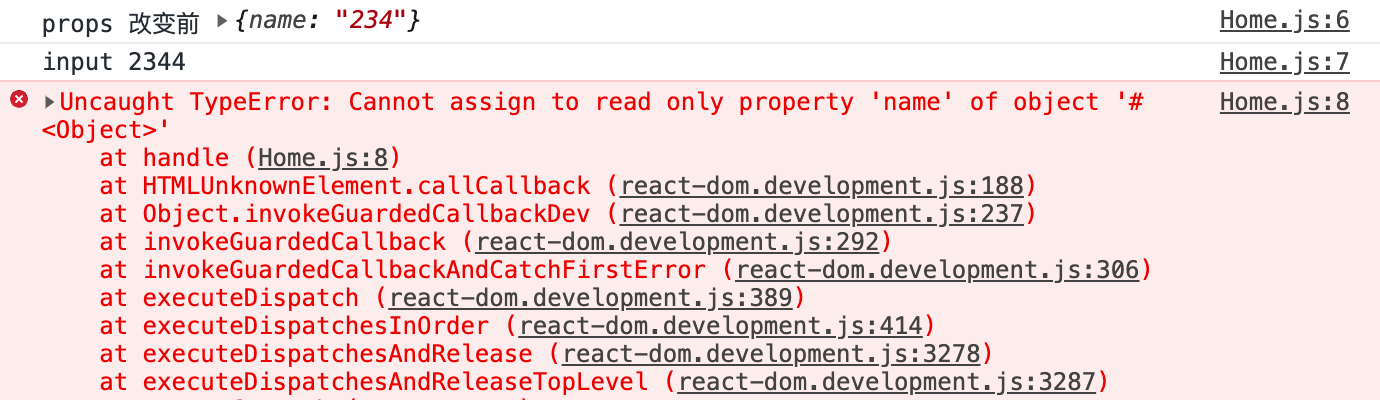 props 改变前 ▸{name: "234"} Home.js:6
input 2344 Home.js:7
▸Uncaught TypeError: Cannot assign to read only property 'name' of object '# Home.js:8
<Object>'
at handle (Home.js:8)
at HTMLUnknownElement.callCallback (react-dom.development.js:188)
at Object.invokeGuardedCallbackDev (react-dom.development.js:237)
at invokeGuardedCallback (react-dom.development.js:292)
at invokeGuardedCallbackAndCatchFirstError (react-dom.development.js:306)
at executeDispatch (react-dom.development.js:389)
at executeDispatchesInOrder (react-dom.development.js:414)
at executeDispatchesAndRelease (react-dom.development.js:3278)
at executeDispatchesAndReleaseTopLevel (react-dom.development.js:3287)